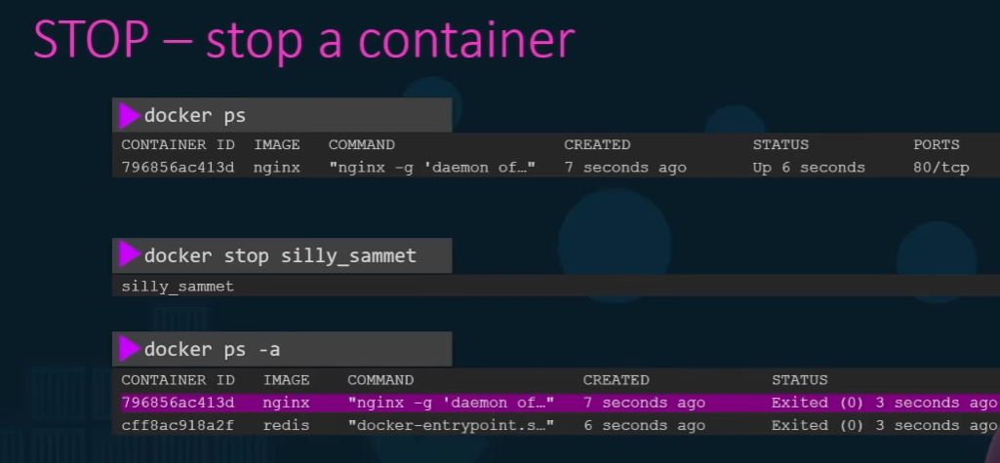 STOP – stop a container
docker ps
CONTAINER ID IMAGE COMMAND CREATED STATUS PORTS
796856ac413d nginx "nginx -g 'daemon of…" 7 seconds ago Up 6 seconds 80/tcp
docker stop silly_sammet
silly_sammet
docker ps -a
CONTAINER ID IMAGE COMMAND CREATED STATUS
796856ac413d nginx "nginx -g 'daemon of…" 7 seconds ago Exited (0) 3 seconds ago
cff8ac918a2f redis "docker-entrypoint.s…" 6 seconds ago Exited (0) 3 seconds ago